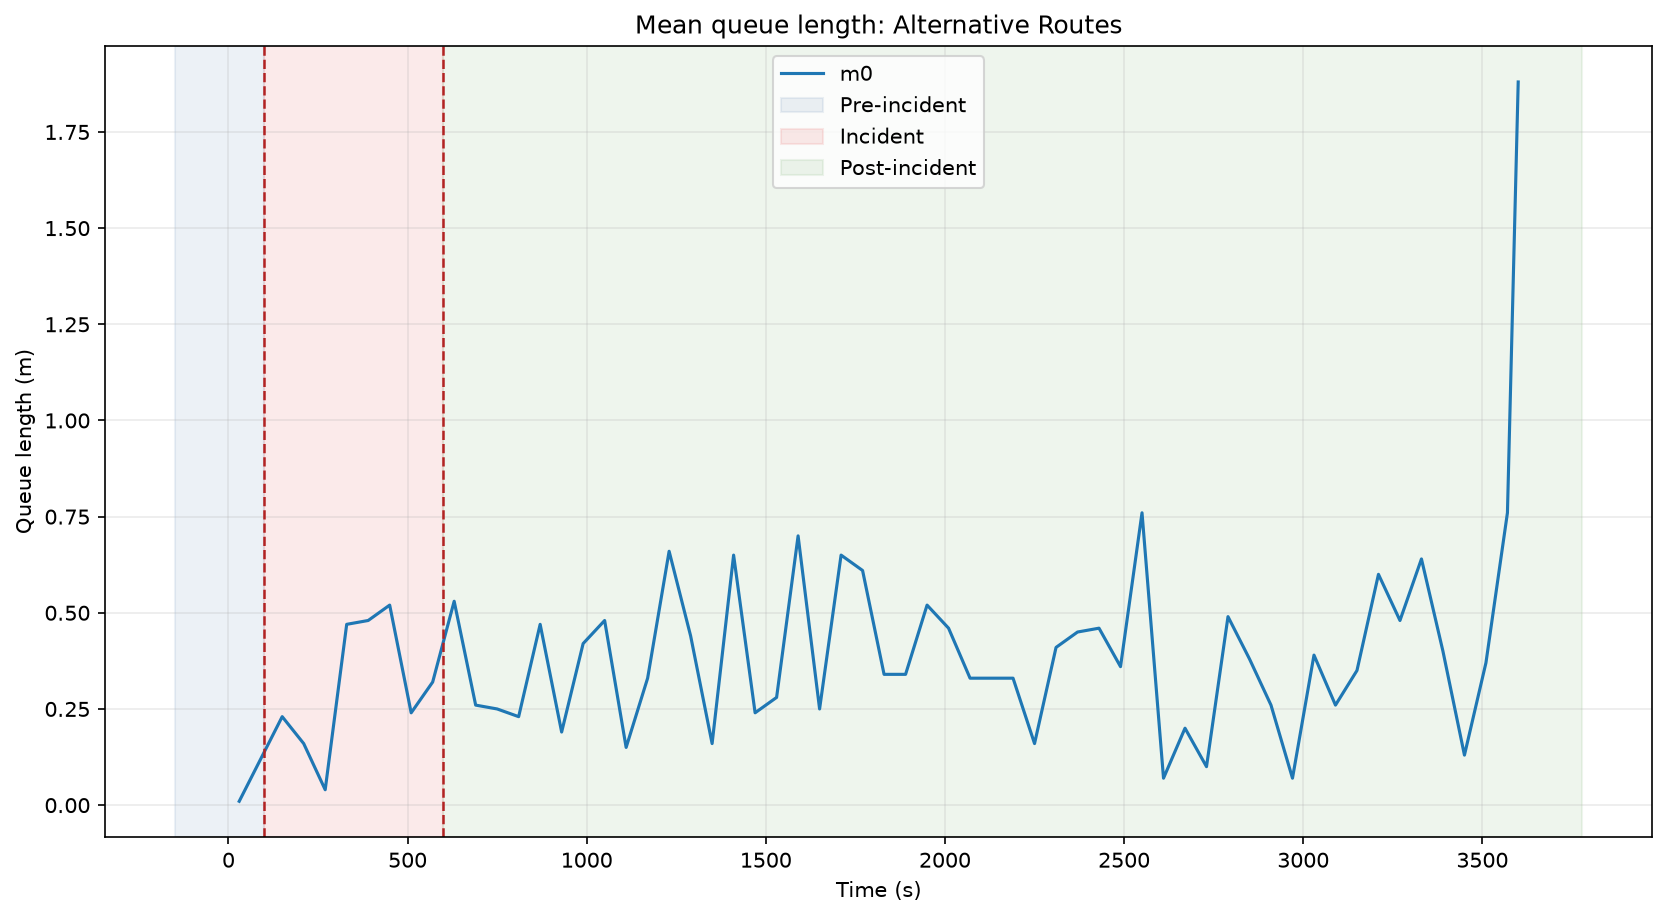 Mean queue length: Alternative Routes
m0
Pre-incident
Incident
Post-incident
Queue length (m)
1.75
1.50
1.25
1.00
0.75
0.50
0.25
0.00
0 500 1000 1500 2000 2500 3000 3500
Time (s)